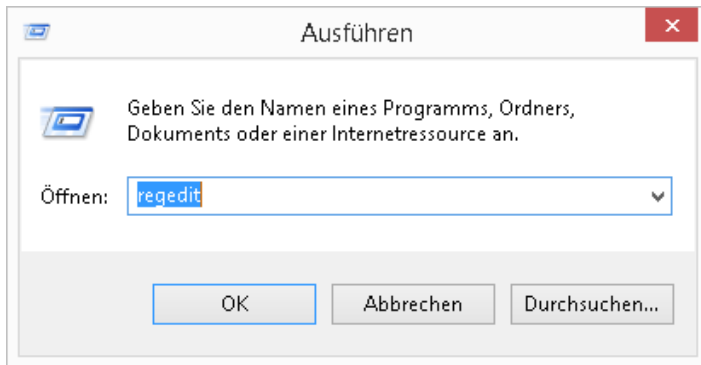 Ausführen
Geben Sie den Namen eines Programms, Ordners,
Dokuments oder einer Internetressource an.
Öffnen: regedit
OK Abbrechen Durchsuchen...